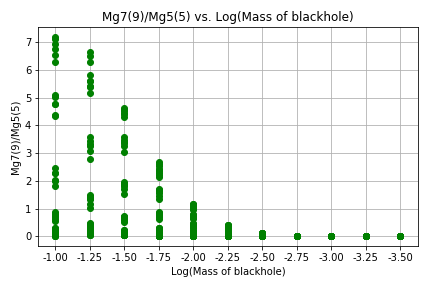 Mg7(9)/Mg5(5) vs. Log(Mass of blackhole)
Mg7(9)/Mg5(5)
7
6
5
4
3
2
1
0
-1.00 -1.25 -1.50 -1.75 -2.00 -2.25 -2.50 -2.75 -3.00 -3.25 -3.50
Log(Mass of blackhole)